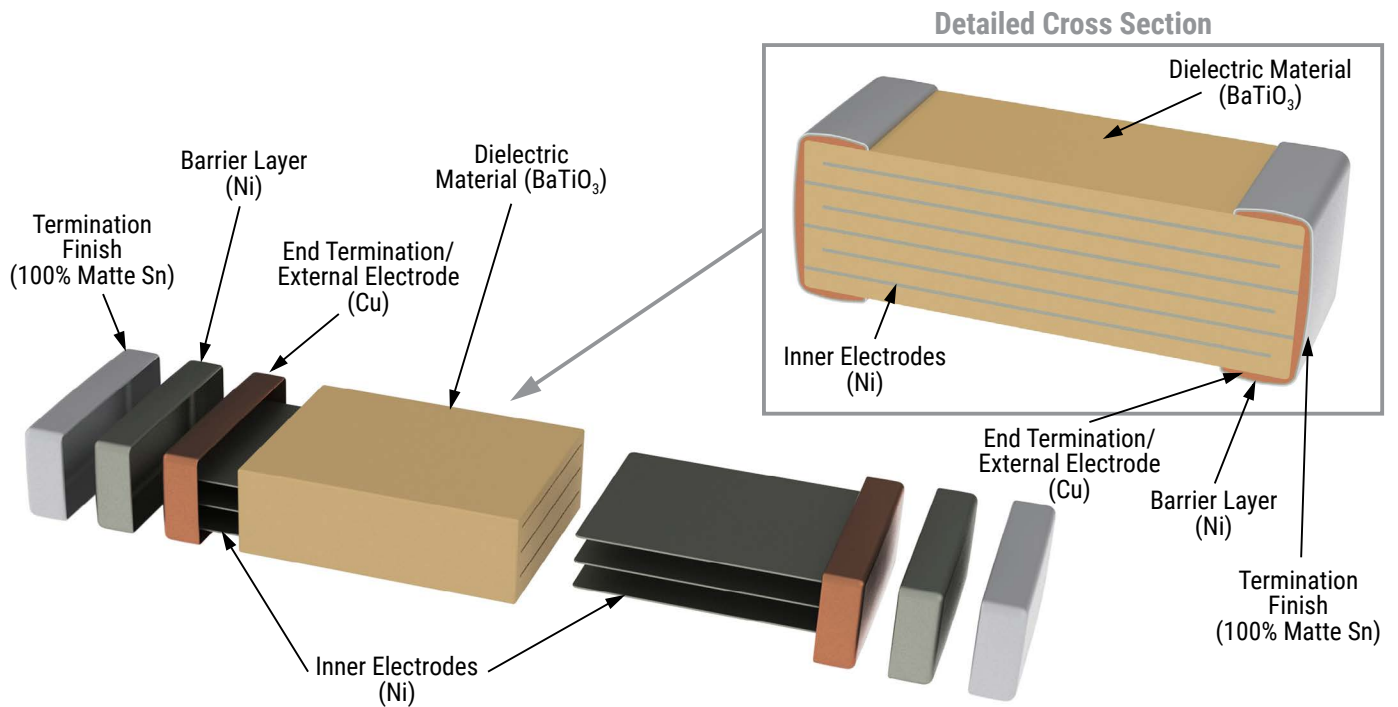 Detailed Cross Section
Dielectric Material
(BaTiO₃)
Inner Electrodes
(Ni)
End Termination/
External Electrode
(Cu)
Barrier Layer
(Ni)
Termination
Finish
(100% Matte Sn)
Termination
Finish
(100% Matte Sn)
Barrier Layer
(Ni)
End Termination/
External Electrode
(Cu)
Dielectric
Material (BaTiO₃)
Inner Electrodes
(Ni)